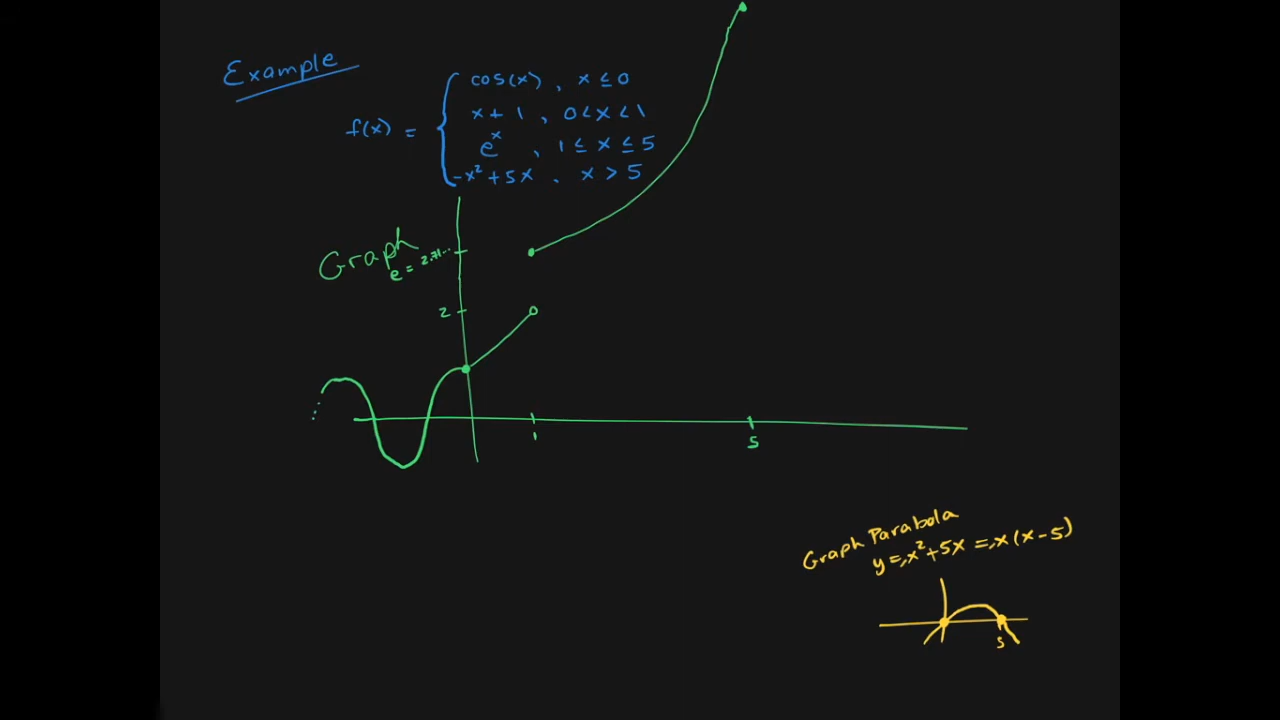 Example
f(x) =
cos(x) , x ≤ 0
x + 1 , 0 < x < 1
e^x , 1 ≤ x ≤ 5
-x² + 5x , x > 5
Graph
e = 2.71...
2
1
5
Graph Parabola
y = -x² + 5x = -x(x - 5)
5